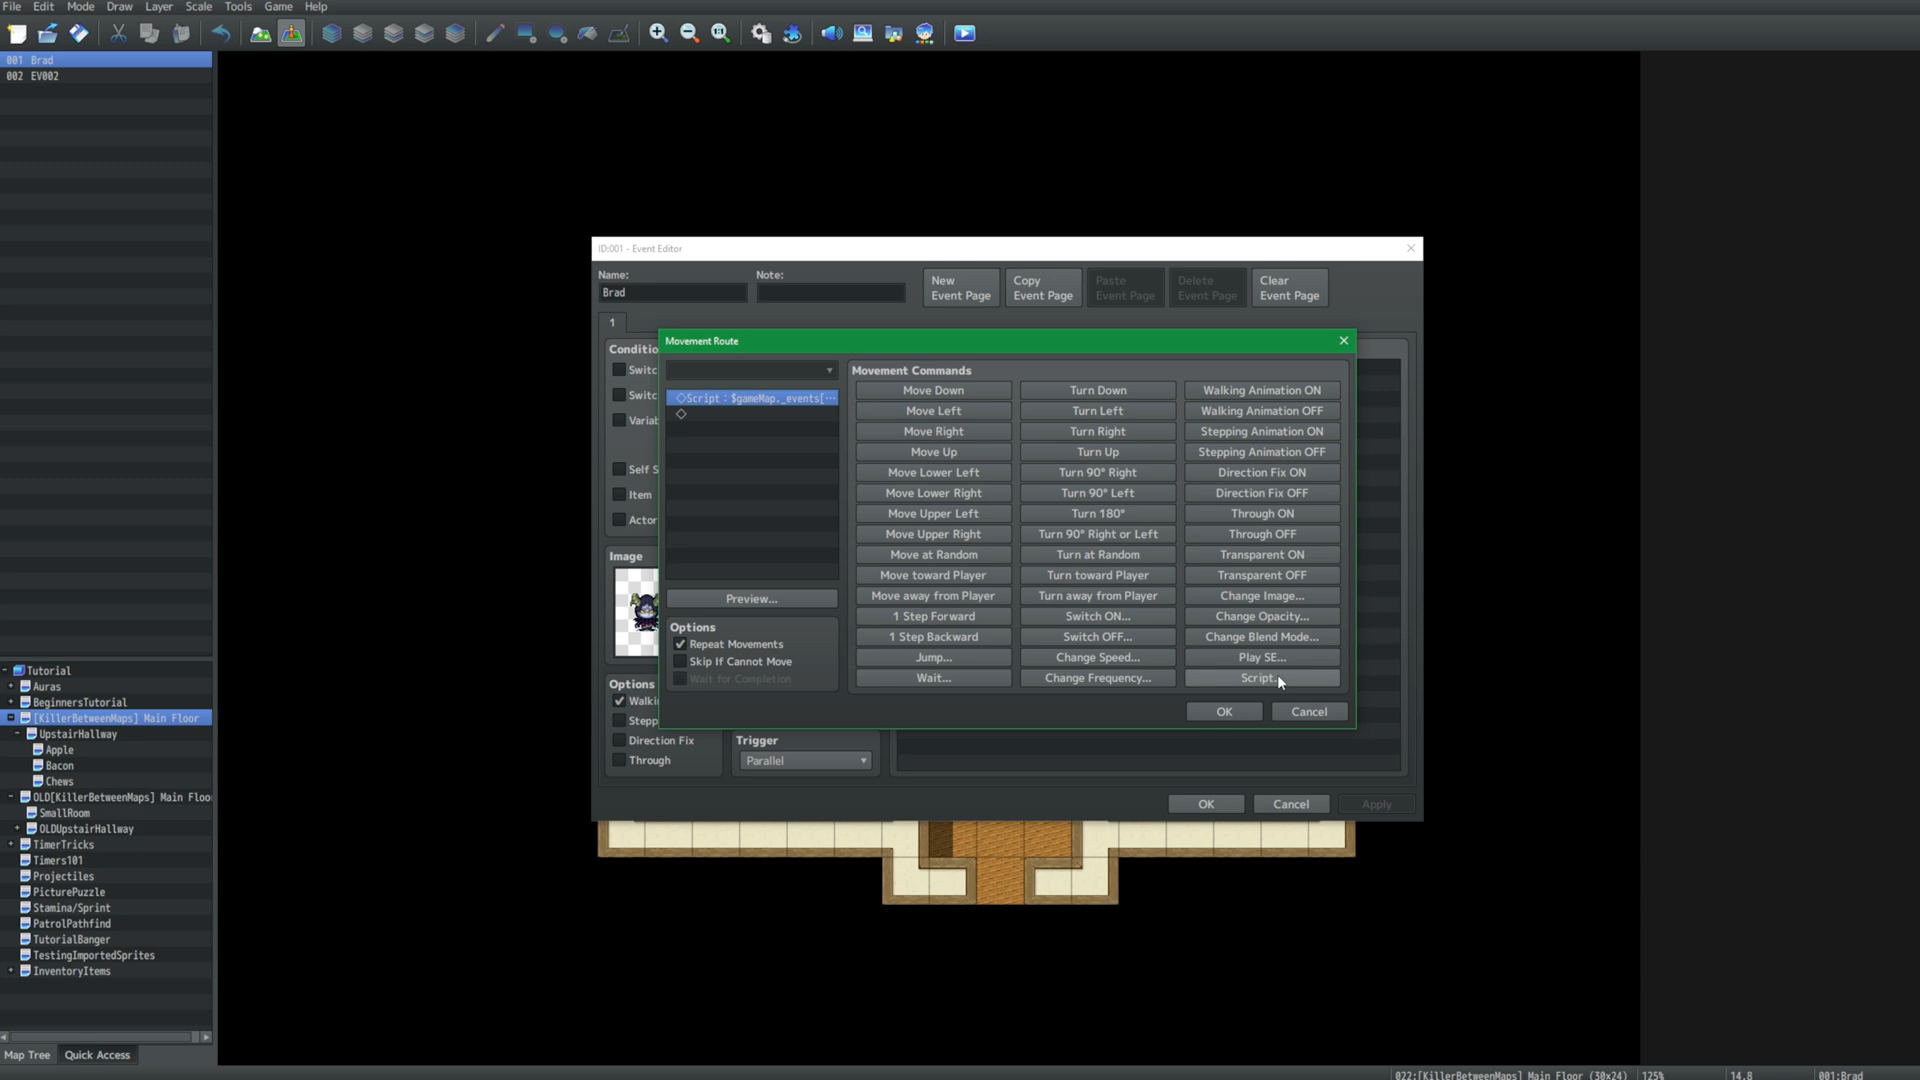 File Edit Mode Draw Layer Scale Tools Game Help
001 Brad
002 EV002
ID:001 - Event Editor
Name:
Note:
Brad
New
Event Page
Copy
Event Page
Paste
Event Page
Delete
Event Page
Clear
Event Page
1
Conditio
Switc
Switc
Variab
Self S
Item
Actor
Image
Options
Walki
Stepp
Direction Fix
Through
Trigger
Parallel
OK
Cancel
Apply
Movement Route
◇Script：$gameMap._events[…
◇
Preview...
Options
Repeat Movements
Skip If Cannot Move
Wait for Completion
Movement Commands
Move Down Turn Down Walking Animation ON
Move Left Turn Left Walking Animation OFF
Move Right Turn Right Stepping Animation ON
Move Up Turn Up Stepping Animation OFF
Move Lower Left Turn 90° Right Direction Fix ON
Move Lower Right Turn 90° Left Direction Fix OFF
Move Upper Left Turn 180° Through ON
Move Upper Right Turn 90° Right or Left Through OFF
Move at Random Turn at Random Transparent ON
Move toward Player Turn toward Player Transparent OFF
Move away from Player Turn away from Player Change Image...
1 Step Forward Switch ON... Change Opacity...
1 Step Backward Switch OFF... Change Blend Mode...
Jump... Change Speed... Play SE...
Wait... Change Frequency... Script...
OK Cancel
Tutorial
Auras
BeginnersTutorial
[KillerBetweenMaps] Main Floor
UpstairHallway
Apple
Bacon
Chews
OLD[KillerBetweenMaps] Main Floo
SmallRoom
OLDUpstairHallway
TimerTricks
Timers101
Projectiles
PicturePuzzle
Stamina/Sprint
PatrolPathfind
TutorialBanger
TestingImportedSprites
InventoryItems
Map Tree Quick Access
022:[KillerBetweenMaps] Main Floor (30x24) 125% 14,8 001:Brad